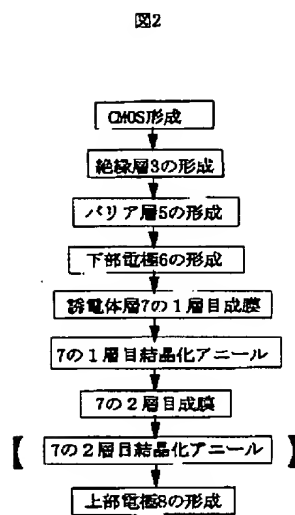 図2
CMOS形成
絶縁層3の形成
バリア層5の形成
下部電極6の形成
誘電体層7の1層目成膜
7の1層目結晶化アニール
7の2層目成膜
【 7の2層目結晶化アニール 】
上部電極8の形成